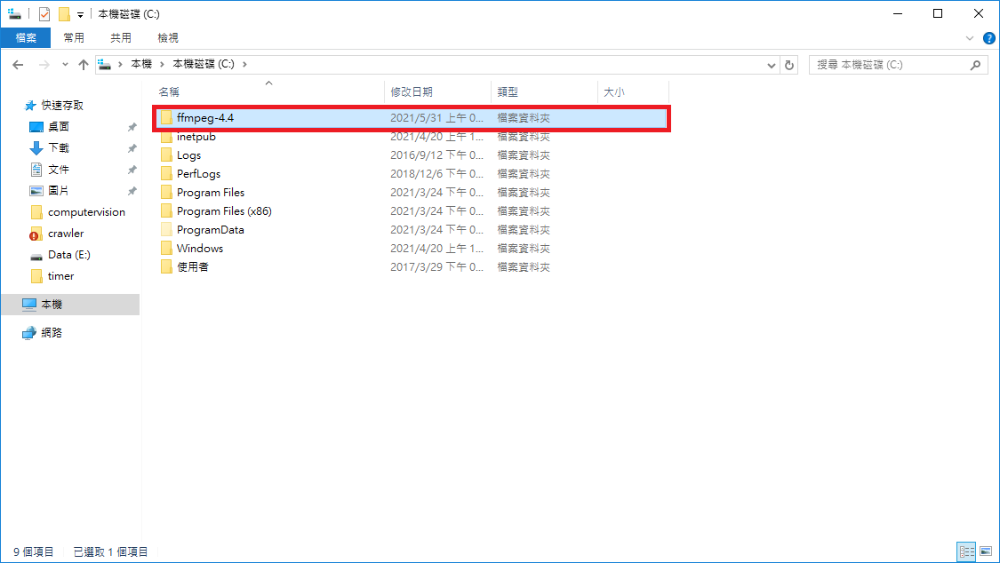 本機磁碟 (C:)
檔案 常用 共用 檢視
本機 本機磁碟 (C:) 搜尋 本機磁碟 (C:)
名稱 修改日期 類型 大小
快速存取
桌面
下載
文件
圖片
computervision
crawler
Data (E:)
timer
本機
網路
ffmpeg-4.4 2021/5/31 上午 0... 檔案資料夾
inetpub 2021/4/20 上午 1... 檔案資料夾
Logs 2016/9/12 下午 0... 檔案資料夾
PerfLogs 2018/12/6 下午 0... 檔案資料夾
Program Files 2021/3/24 下午 0... 檔案資料夾
Program Files (x86) 2021/3/24 下午 0... 檔案資料夾
ProgramData 2021/3/24 下午 0... 檔案資料夾
Windows 2021/4/20 上午 1... 檔案資料夾
使用者 2017/3/29 下午 0... 檔案資料夾
9 個項目 已選取 1 個項目